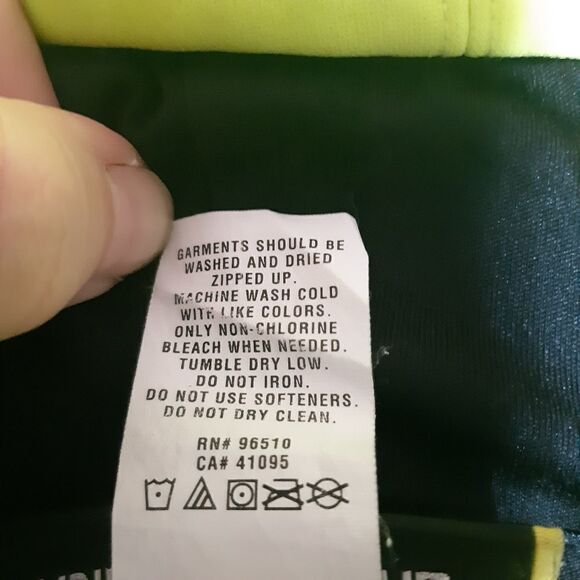 GARMENTS SHOULD BE
WASHED AND DRIED
ZIPPED UP.
MACHINE WASH COLD
WITH LIKE COLORS.
ONLY NON-CHLORINE
BLEACH WHEN NEEDED.
TUMBLE DRY LOW.
DO NOT IRON.
DO NOT USE SOFTENERS.
DO NOT DRY CLEAN.
RN# 96510
CA# 41095